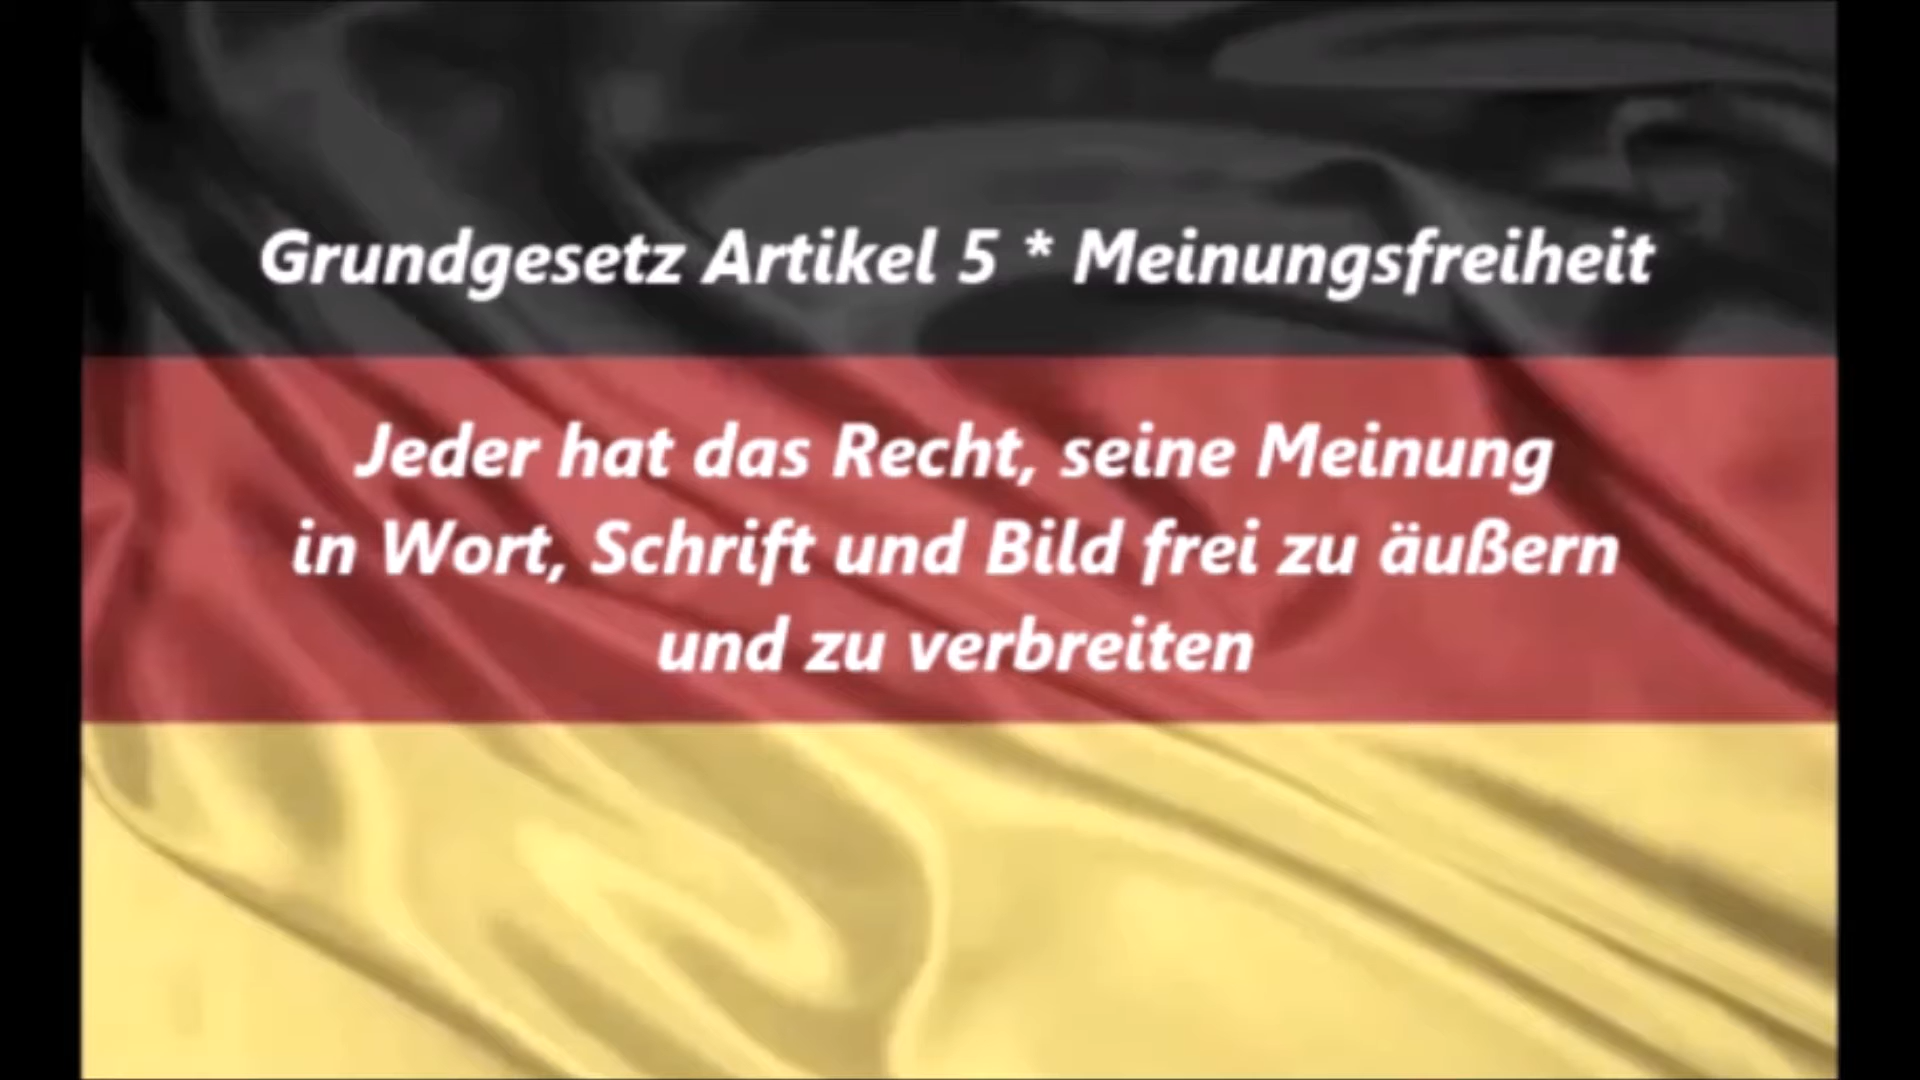 Grundgesetz Artikel 5 * Meinungsfreiheit
Jeder hat das Recht, seine Meinung
in Wort, Schrift und Bild frei zu äußern
und zu verbreiten